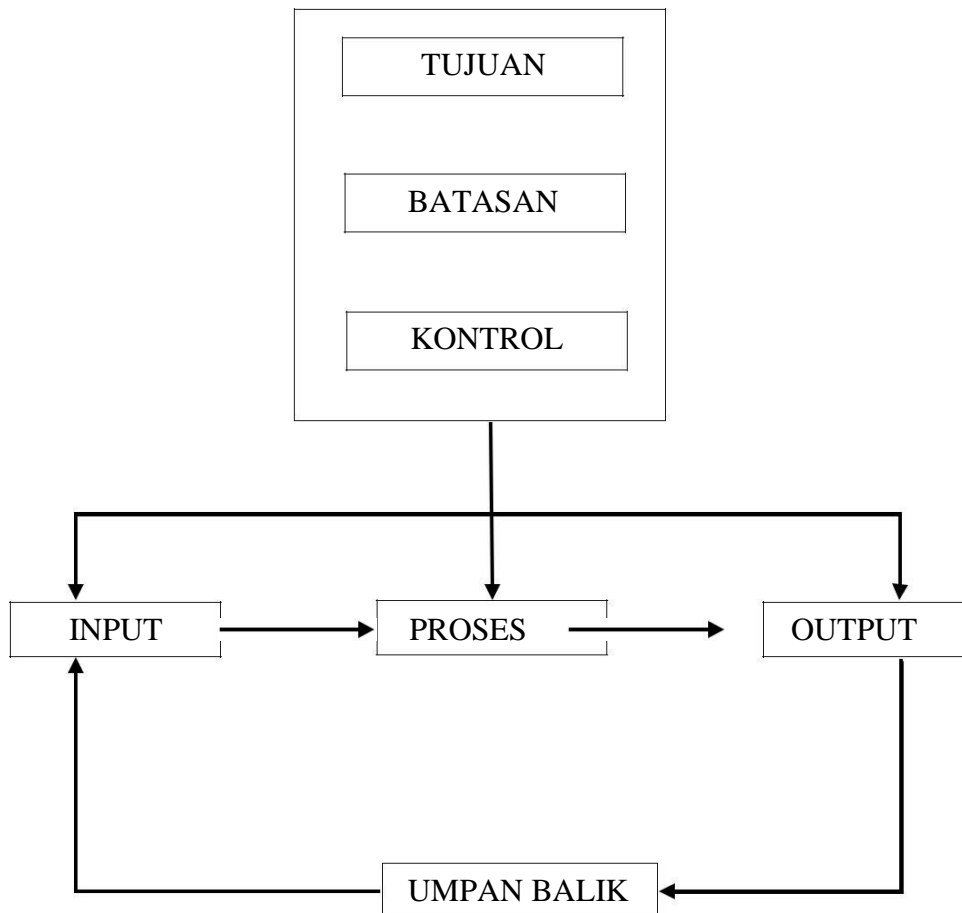 TUJUAN
BATASAN
KONTROL
INPUT
PROSES
OUTPUT
UMPAN BALIK